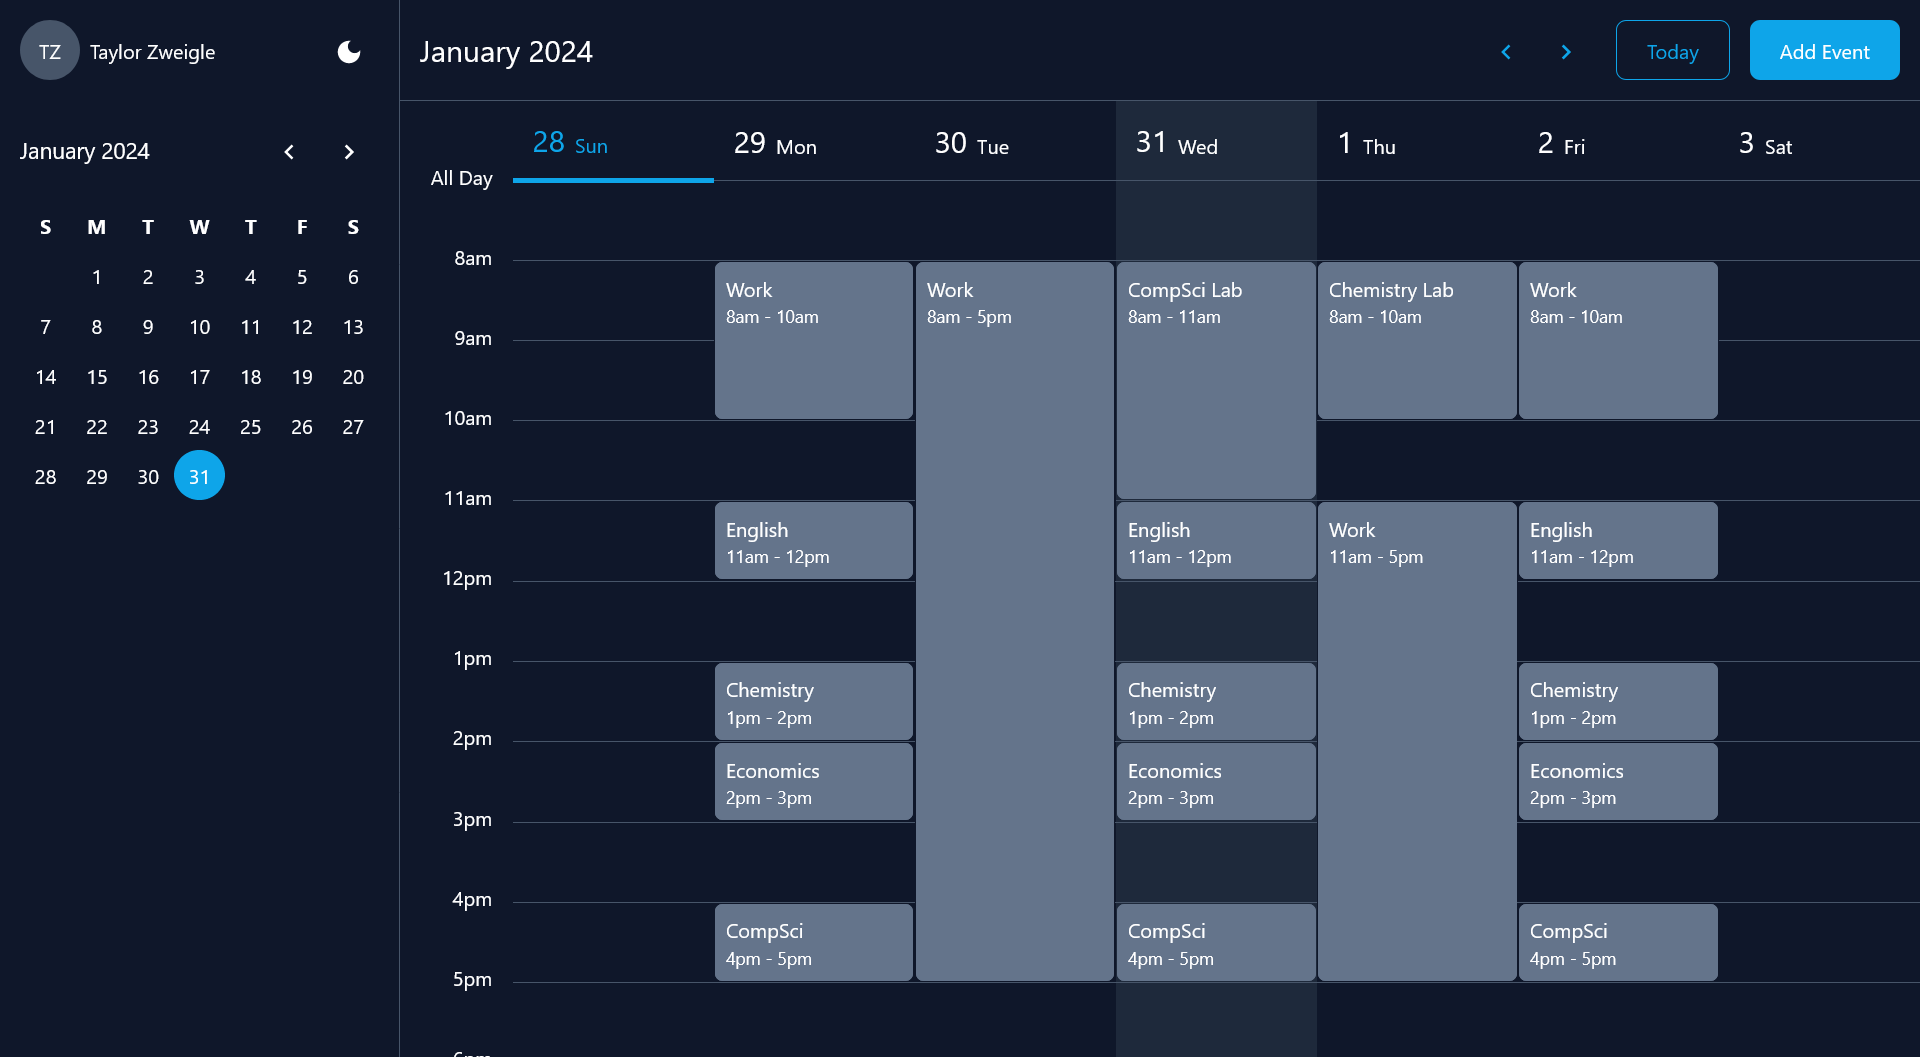 TZ
Taylor Zweigle
January 2024
S M T W T F S
1 2 3 4 5 6
7 8 9 10 11 12 13
14 15 16 17 18 19 20
21 22 23 24 25 26 27
28 29 30 31
January 2024
Today
Add Event
28 Sun
29 Mon
30 Tue
31 Wed
1 Thu
2 Fri
3 Sat
All Day
8am
9am
10am
11am
12pm
1pm
2pm
3pm
4pm
5pm
6pm
Work
8am - 10am
English
11am - 12pm
Chemistry
1pm - 2pm
Economics
2pm - 3pm
CompSci
4pm - 5pm
Work
8am - 5pm
CompSci Lab
8am - 11am
English
11am - 12pm
Chemistry
1pm - 2pm
Economics
2pm - 3pm
CompSci
4pm - 5pm
Chemistry Lab
8am - 10am
Work
11am - 5pm
Work
8am - 10am
English
11am - 12pm
Chemistry
1pm - 2pm
Economics
2pm - 3pm
CompSci
4pm - 5pm